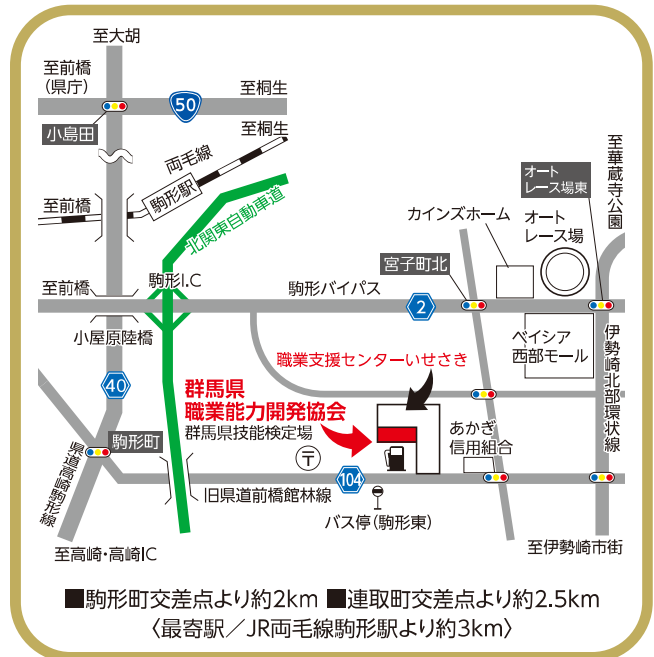 至大胡
至前橋
(県庁)
至桐生
50
小島田
至桐生
両毛線
駒形駅
至前橋
北関東自動車道
至華蔵寺公園
オート
レース場東
カインズホーム
オート
レース場
宮子町北
駒形I.C
至前橋
駒形バイパス
2
小屋原陸橋
ベイシア
西部モール
伊勢崎北部環状線
職業支援センターいせさき
40
群馬県
職業能力開発協会
群馬県技能検定場
あかぎ
信用組合
駒形町
〒
104
県道高崎駒形線
旧県道前橋館林線
バス停(駒形東)
至高崎・高崎IC
至伊勢崎市街
■駒形町交差点より約2km ■連取町交差点より約2.5km
〈最寄駅/JR両毛線駒形駅より約3km〉